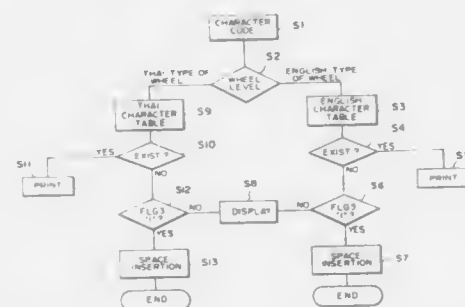 CHARACTER
CODE
S1
S2
THAI TYPE OF
WHEEL
WHEEL
LEVEL
ENGLISH TYPE
OF WHEEL
S9
THAI
CHARACTER
TABLE
S3
ENGLISH
CHARACTER
TABLE
S10
S4
S11
YES
EXIST ?
EXIST ?
YES
PRINT
NO
NO
PRINT
S12
S8
S6
NO
DISPLAY
NO
YES
YES
SPACE
INSERTION
S13
SPACE
INSERTION
S7
END
END